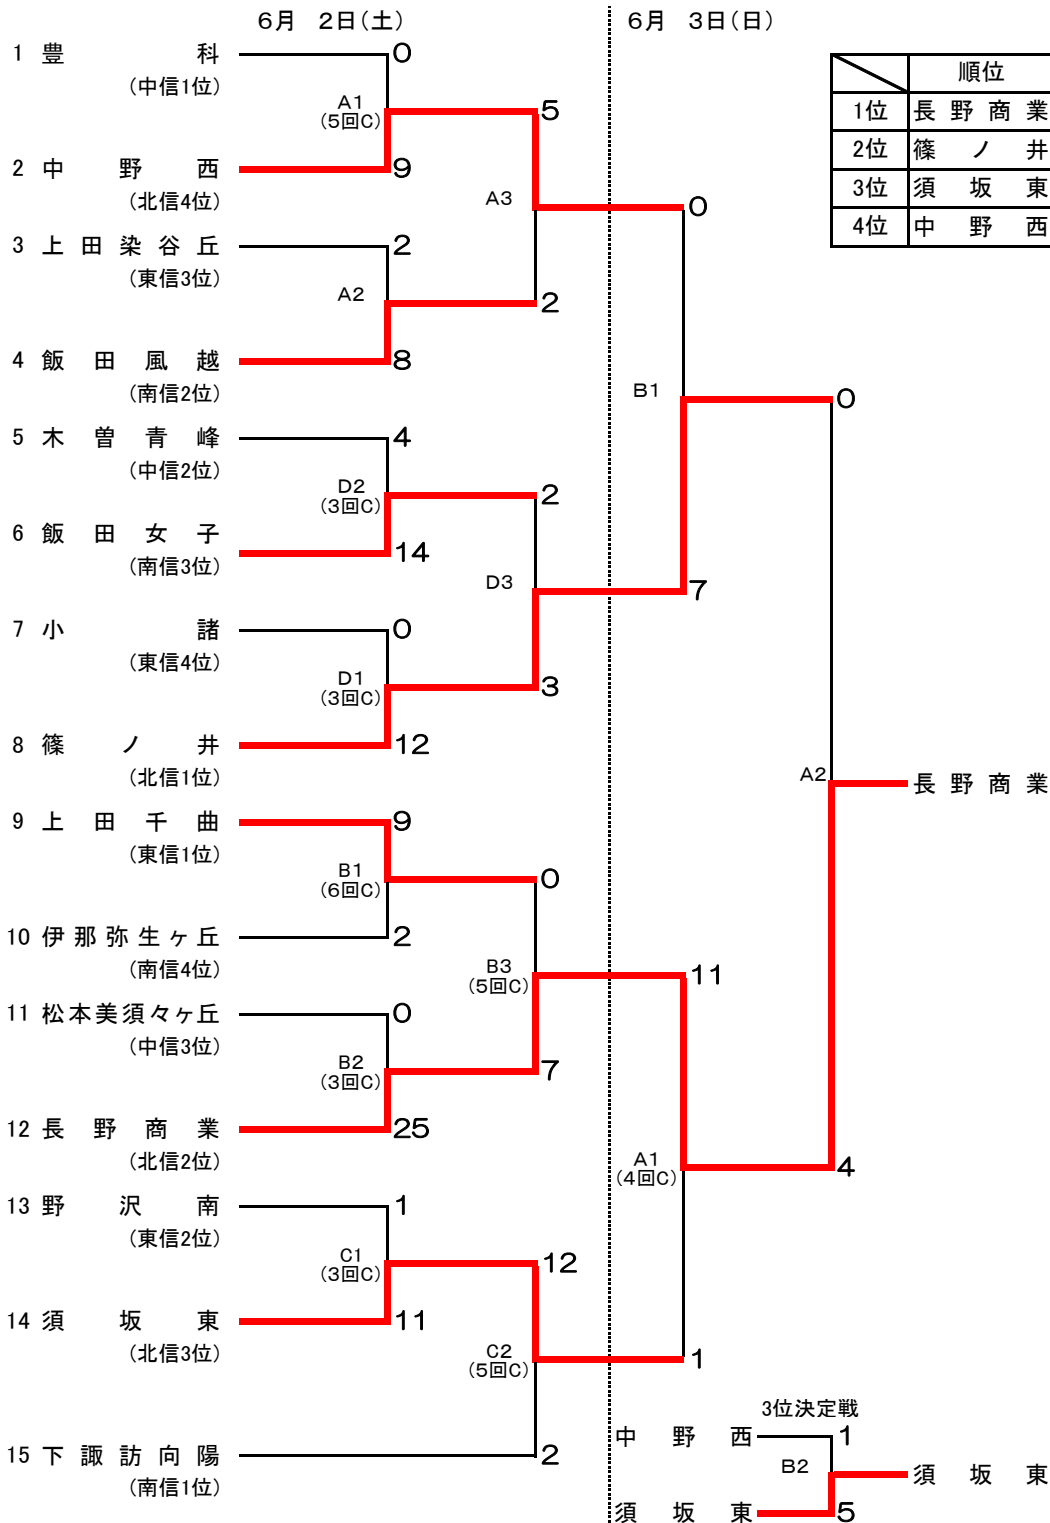 6月 2日(土)
6月 3日(日)
順位
1位 長野商業
2位 篠ノ井
3位 須坂東
4位 中野西
1 豊科 0
(中信1位)
A1
(5回C)
5
2 中野西 9
(北信4位)
A3
0
3 上田染谷丘 2
(東信3位)
A2
2
4 飯田風越 8
(南信2位)
B1
0
5 木曽青峰 4
(中信2位)
D2
(3回C)
2
6 飯田女子 14
(南信3位)
D3
7
7 小諸 0
(東信4位)
D1
(3回C)
3
8 篠ノ井 12
(北信1位)
A2
長野商業
9 上田千曲 9
(東信1位)
B1
(6回C)
0
10 伊那弥生ヶ丘 2
(南信4位)
B3
(5回C)
11
11 松本美須々ヶ丘 0
(中信3位)
B2
(3回C)
7
12 長野商業 25
(北信2位)
A1
(4回C)
4
13 野沢南 1
(東信2位)
C1
(3回C)
12
14 須坂東 11
(北信3位)
C2
(5回C)
1
15 下諏訪向陽 2
(南信1位)
3位決定戦
中野西 1
B2
須坂東
須坂東 5